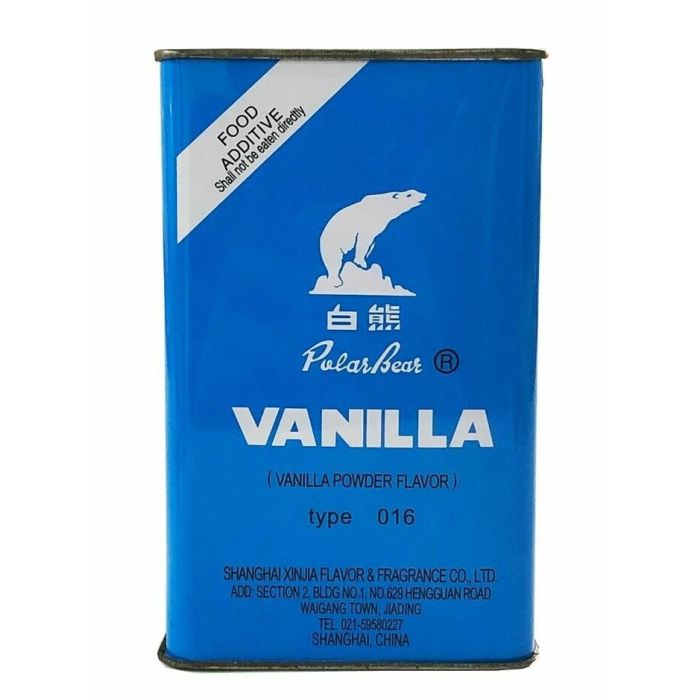 FOOD
ADDITIVE
Shall not be eaten diredtly
白熊
PolarBear ®
VANILLA
( VANILLA POWDER FLAVOR )
type 016
SHANGHAI XINJIA FLAVOR & FRAGRANCE CO., LTD.
ADD: SECTION 2, BLDG NO.1, NO.629 HENGGUAN ROAD
WAIGANG TOWN, JIADING
TEL: 021-59580227
SHANGHAI, CHINA